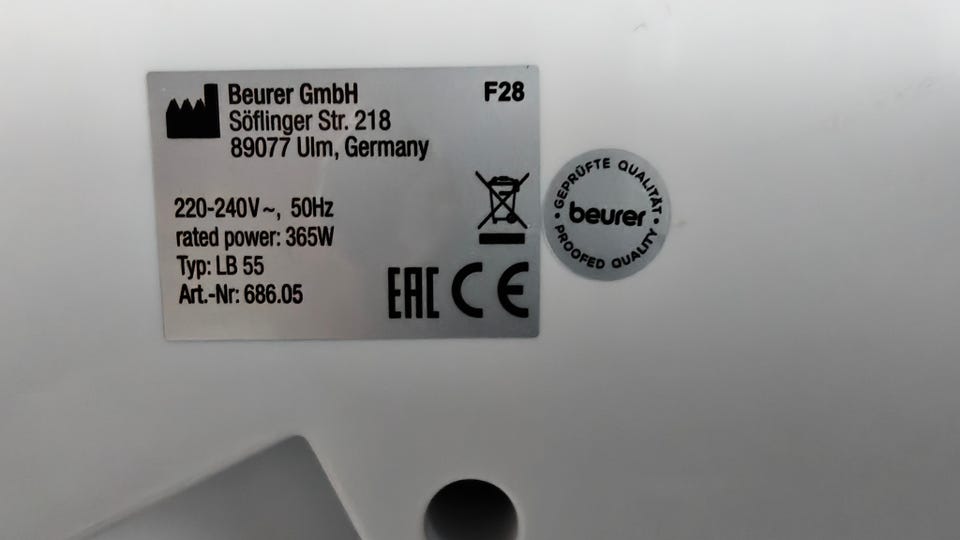 Beurer GmbH
Söflinger Str. 218
89077 Ulm, Germany
F28
220-240V~, 50Hz
rated power: 365W
Typ: LB 55
Art.-Nr: 686.05
EAC CE
GEPRÜFTE QUALITÄT
beurer
PROOFED QUALITY